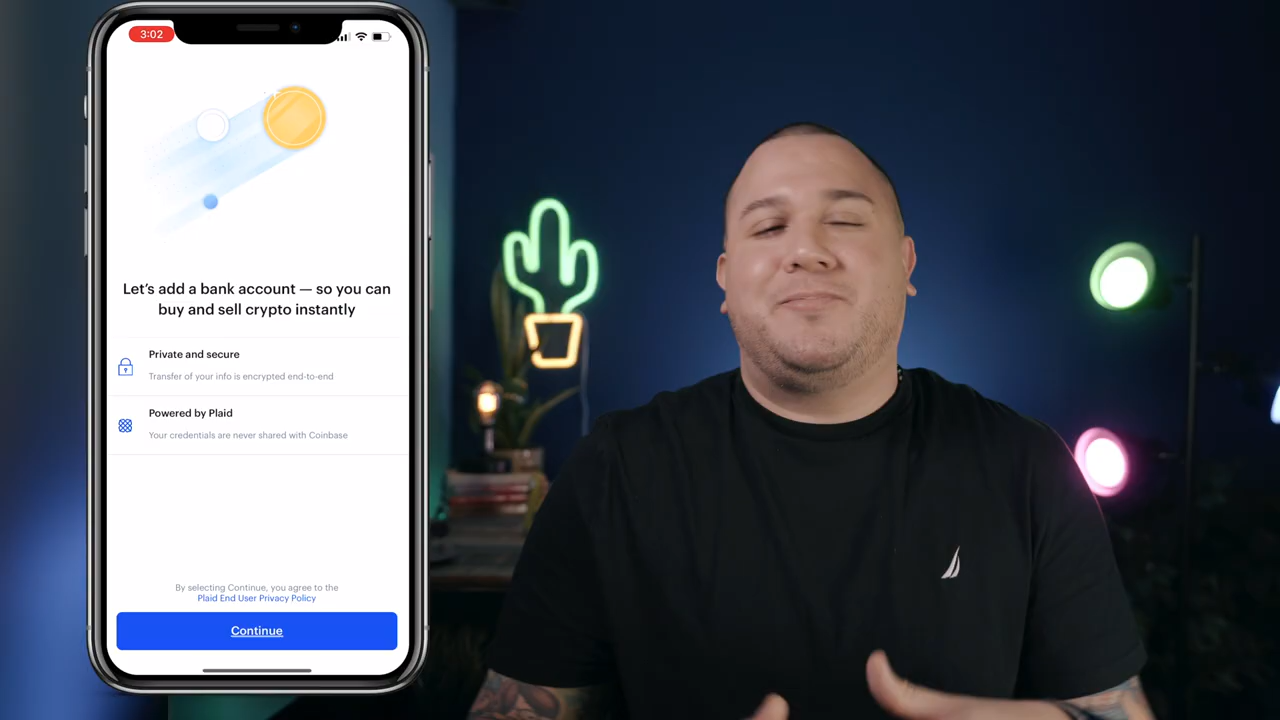 3:02
Let's add a bank account — so you can
buy and sell crypto instantly
Private and secure
Transfer of your info is encrypted end-to-end
Powered by Plaid
Your credentials are never shared with Coinbase
By selecting Continue, you agree to the
Plaid End User Privacy Policy
Continue